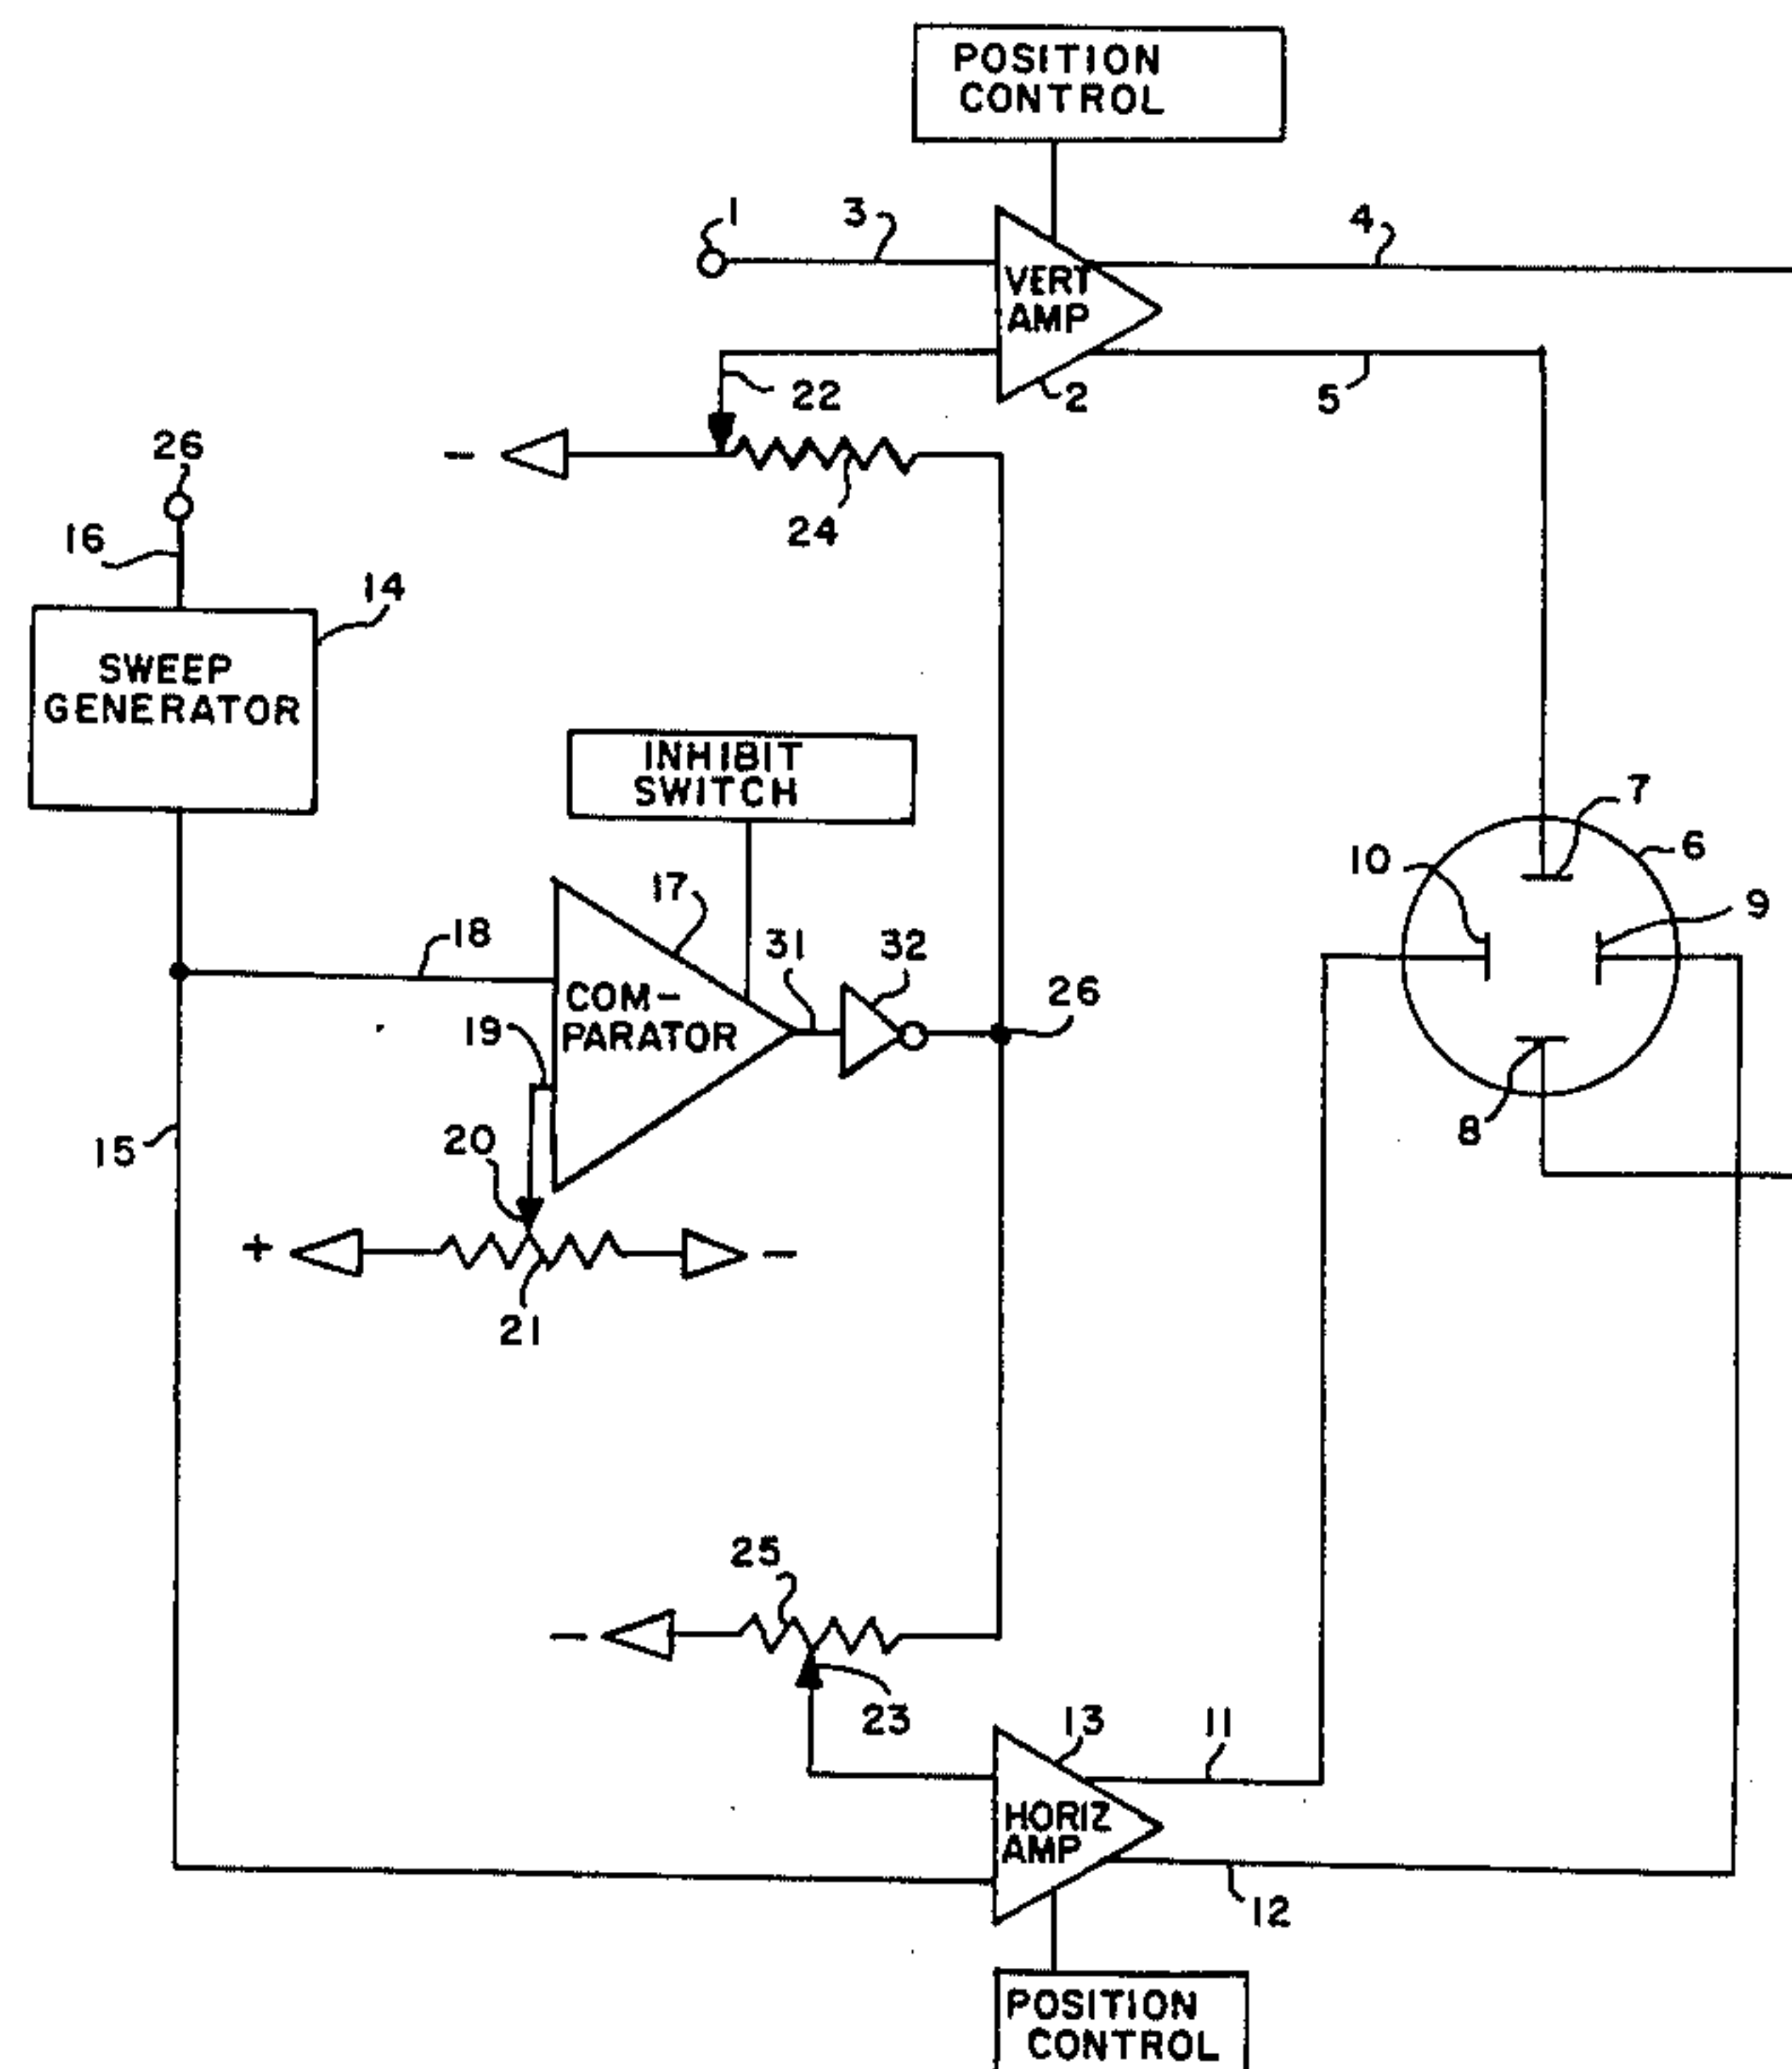 POSITION
CONTROL
1
3
4
VERT
AMP
2
5
22
-
24
26
16
14
SWEEP
GENERATOR
INHIBIT
SWITCH
7
6
10
9
17
18
31
32
26
COM-
PARATOR
19
8
15
20
+
-
21
25
-
23
13
11
HORIZ
AMP
12
POSITION
CONTROL